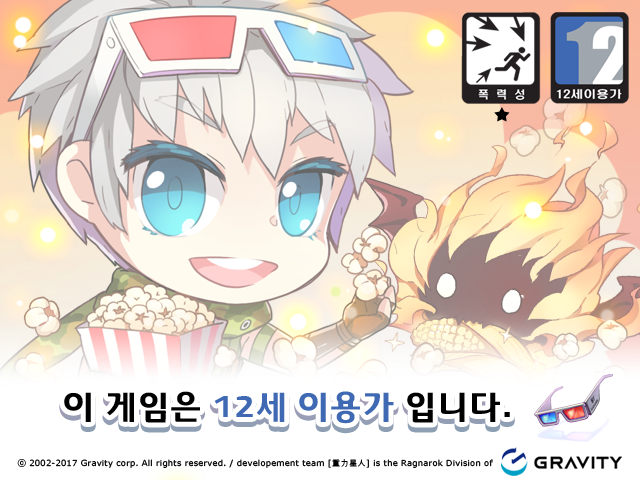 폭 력 성
12
12세이용가
이 게임은 12세 이용가 입니다.
© 2002-2017 Gravity corp. All rights reserved. / developement team [重力星人] is the Ragnarok Division of
GRAVITY